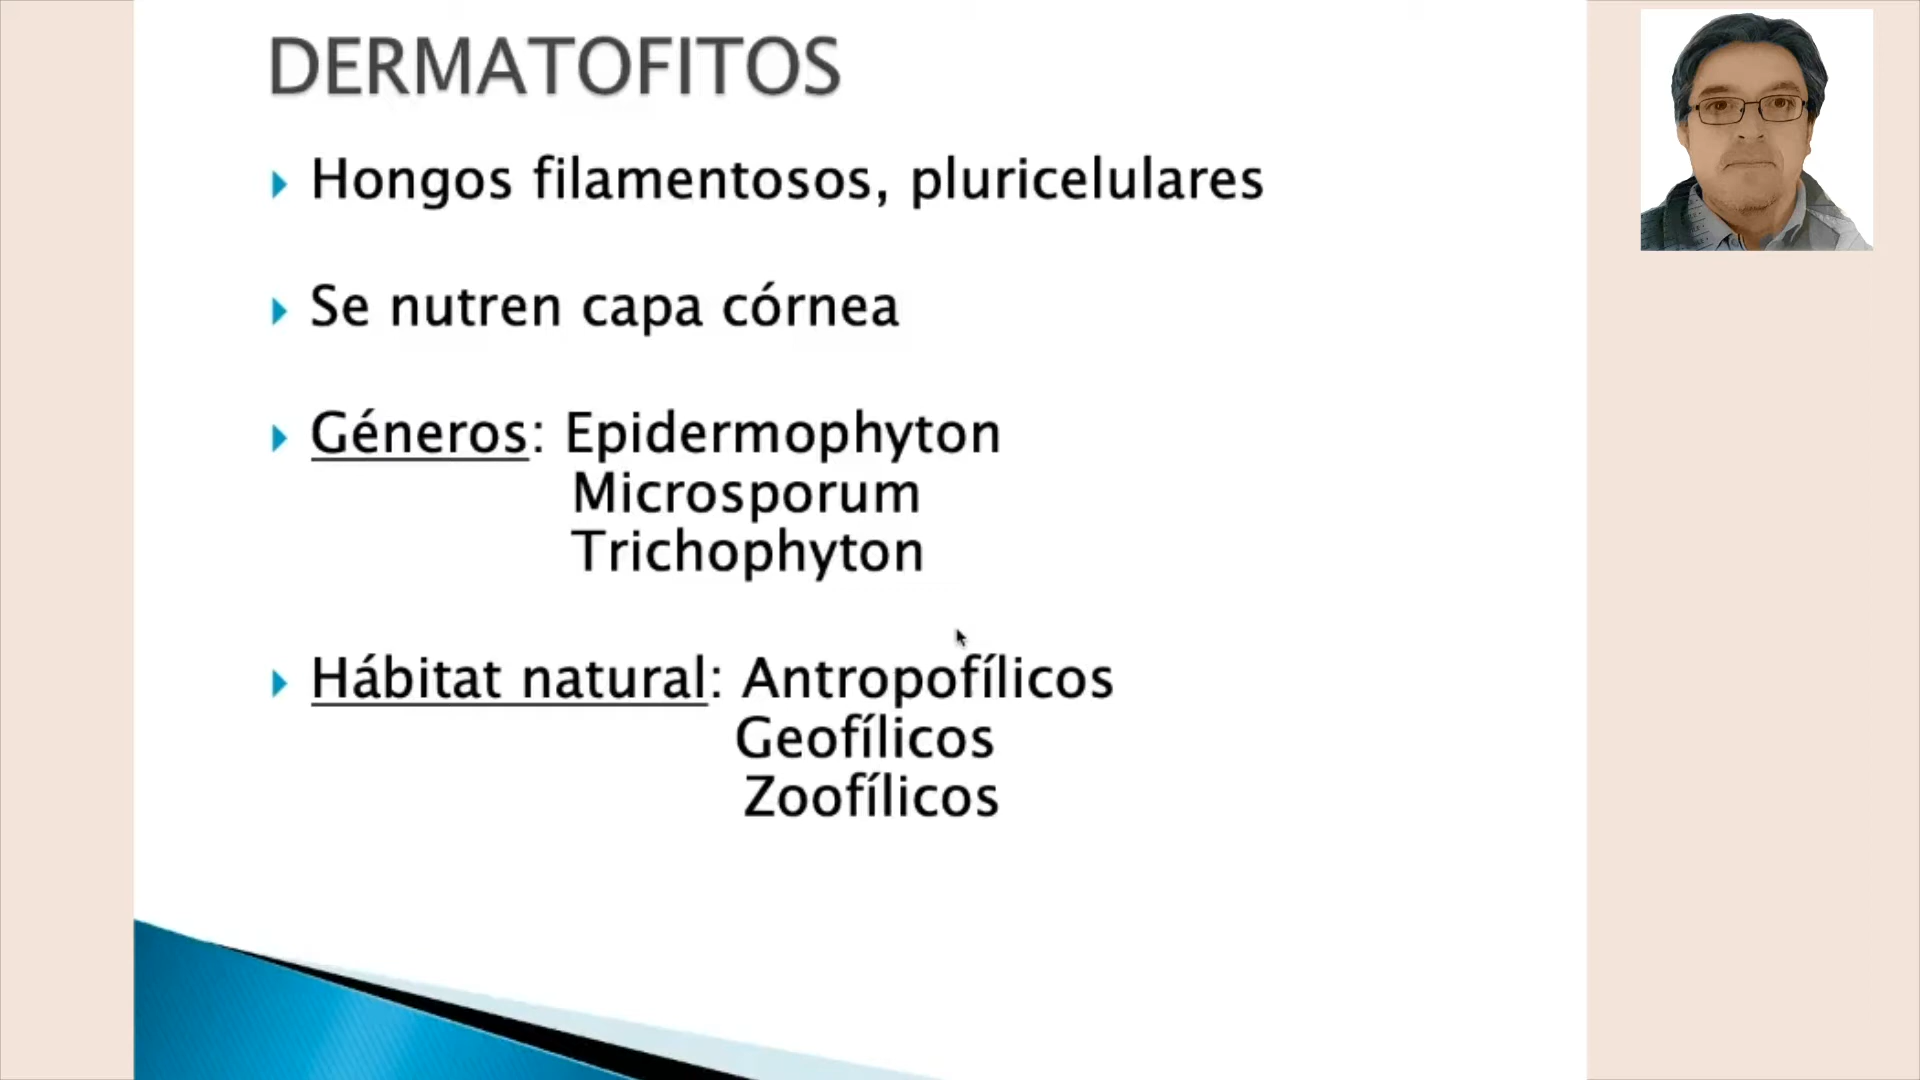 DERMATOFITOS
Hongos filamentosos, pluricelulares
Se nutren capa córnea
Géneros: Epidermophyton
Microsporum
Trichophyton
Hábitat natural: Antropofílicos
Geofílicos
Zoofílicos